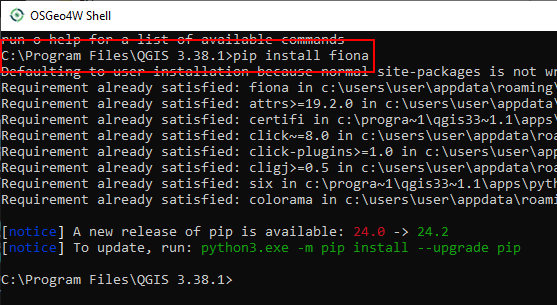 OSGeo4W Shell
run o help for a list of available commands
C:\Program Files\QGIS 3.38.1>pip install fiona
Defaulting to user installation because normal site-packages is not wr
Requirement already satisfied: fiona in c:\users\user\appdata\roaming\
Requirement already satisfied: attrs>=19.2.0 in c:\users\user\appdata\
Requirement already satisfied: certifi in c:\progra~1\qgis33~1.1\apps\
Requirement already satisfied: click~=8.0 in c:\users\user\appdata\roa
Requirement already satisfied: click-plugins>=1.0 in c:\users\user\app
Requirement already satisfied: cligj>=0.5 in c:\users\user\appdata\roa
Requirement already satisfied: six in c:\progra~1\qgis33~1.1\apps\pyth
Requirement already satisfied: colorama in c:\users\user\appdata\roami
[notice] A new release of pip is available: 24.0 -> 24.2
[notice] To update, run: python3.exe -m pip install --upgrade pip
C:\Program Files\QGIS 3.38.1>